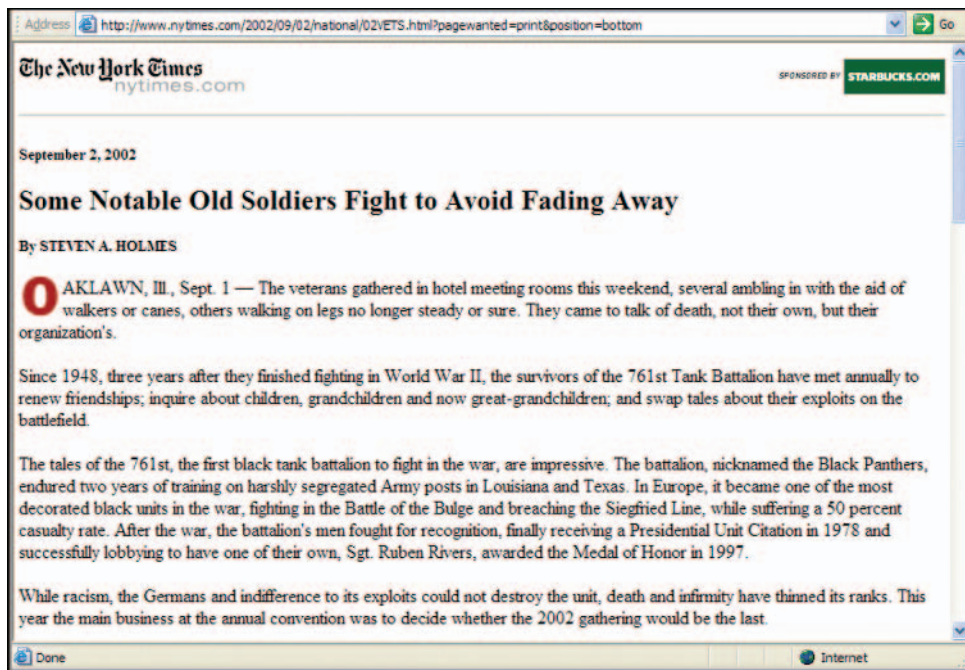 Address http://www.nytimes.com/2002/09/02/national/02VETS.html?pagewanted=print&position=bottom Go
The New York Times
nytimes.com
SPONSORED BY STARBUCKS.COM
September 2, 2002
Some Notable Old Soldiers Fight to Avoid Fading Away
By STEVEN A. HOLMES
OAKLAWN, Ill., Sept. 1 — The veterans gathered in hotel meeting rooms this weekend, several ambling in with the aid of
walkers or canes, others walking on legs no longer steady or sure. They came to talk of death, not their own, but their
organization's.
Since 1948, three years after they finished fighting in World War II, the survivors of the 761st Tank Battalion have met annually to
renew friendships; inquire about children, grandchildren and now great-grandchildren; and swap tales about their exploits on the
battlefield.
The tales of the 761st, the first black tank battalion to fight in the war, are impressive. The battalion, nicknamed the Black Panthers,
endured two years of training on harshly segregated Army posts in Louisiana and Texas. In Europe, it became one of the most
decorated black units in the war, fighting in the Battle of the Bulge and breaching the Siegfried Line, while suffering a 50 percent
casualty rate. After the war, the battalion's men fought for recognition, finally receiving a Presidential Unit Citation in 1978 and
successfully lobbying to have one of their own, Sgt. Ruben Rivers, awarded the Medal of Honor in 1997.
While racism, the Germans and indifference to its exploits could not destroy the unit, death and infirmity have thinned its ranks. This
year the main business at the annual convention was to decide whether the 2002 gathering would be the last.
Done Internet